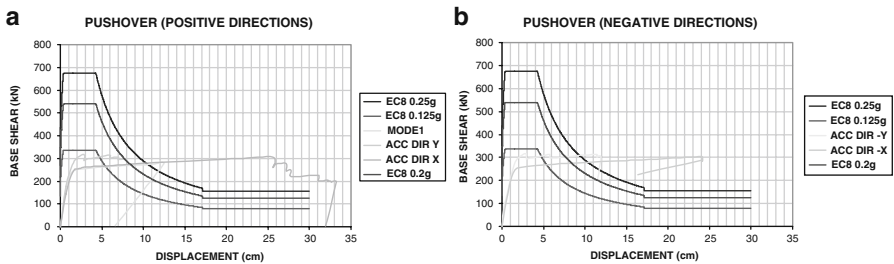 a
PUSHOVER (POSITIVE DIRECTIONS)
BASE SHEAR (kN)
800
700
600
500
400
300
200
100
0
0 5 10 15 20 25 30 35
DISPLACEMENT (cm)
EC8 0.25g
EC8 0.125g
MODE1
ACC DIR Y
ACC DIR X
EC8 0.2g
b
PUSHOVER (NEGATIVE DIRECTIONS)
BASE SHEAR (kN)
800
700
600
500
400
300
200
100
0
0 5 10 15 20 25 30 35
DISPLACEMENT (cm)
EC8 0.25g
EC8 0.125g
ACC DIR -Y
ACC DIR -X
EC8 0.2g